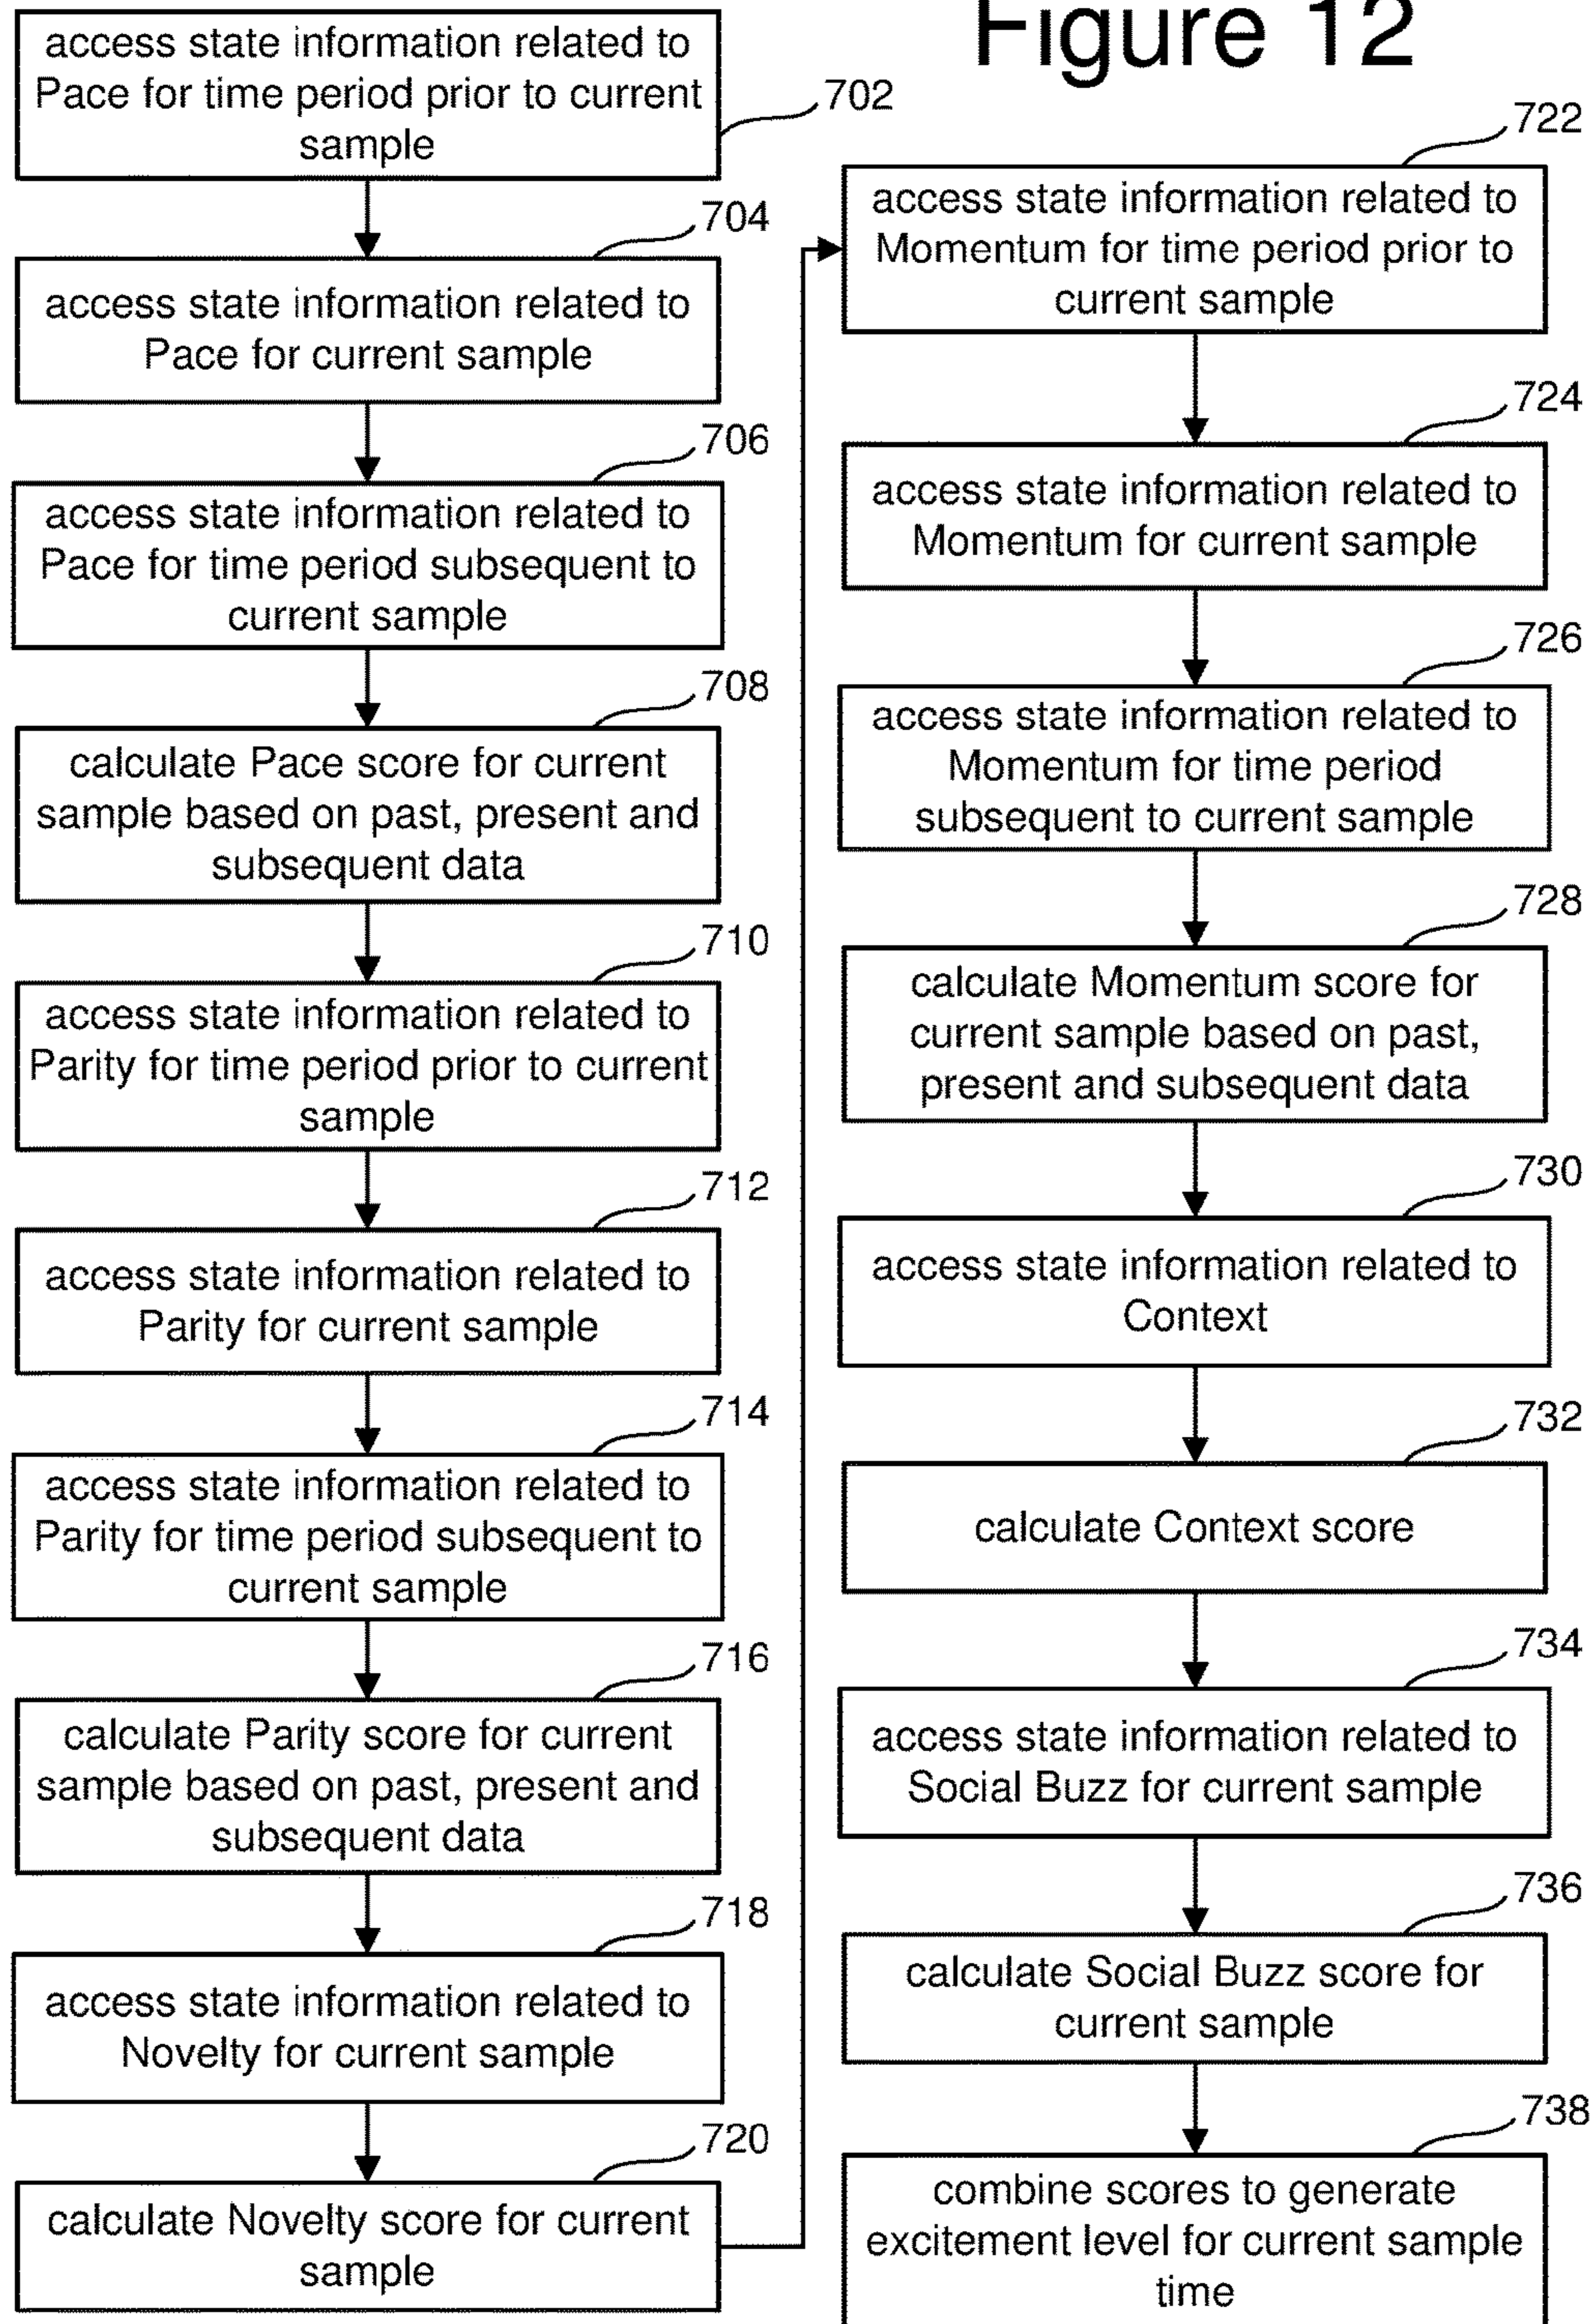 Figure 12
access state information related to
Pace for time period prior to current
sample
702
704
access state information related to
Pace for current sample
706
access state information related to
Pace for time period subsequent to
current sample
708
calculate Pace score for current
sample based on past, present and
subsequent data
710
access state information related to
Parity for time period prior to current
sample
712
access state information related to
Parity for current sample
714
access state information related to
Parity for time period subsequent to
current sample
716
calculate Parity score for current
sample based on past, present and
subsequent data
718
access state information related to
Novelty for current sample
720
calculate Novelty score for current
sample
722
access state information related to
Momentum for time period prior to
current sample
724
access state information related to
Momentum for current sample
726
access state information related to
Momentum for time period
subsequent to current sample
728
calculate Momentum score for
current sample based on past,
present and subsequent data
730
access state information related to
Context
732
calculate Context score
734
access state information related to
Social Buzz for current sample
736
calculate Social Buzz score for
current sample
738
combine scores to generate
excitement level for current sample
time